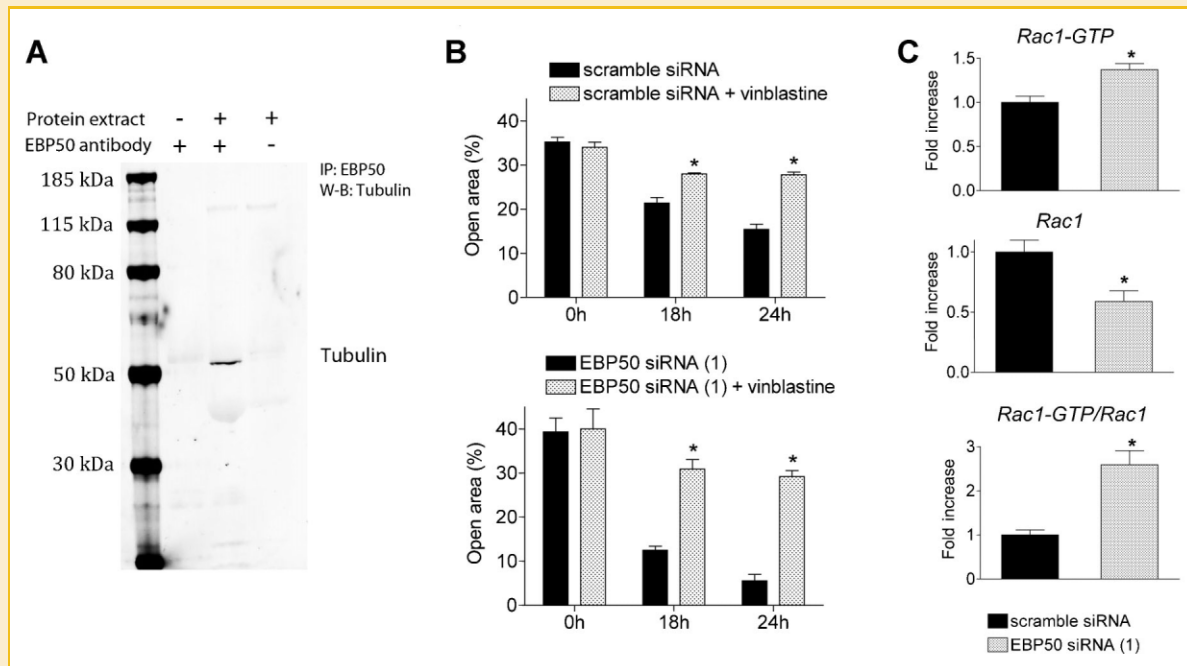 A
Protein extract - + +
EBP50 antibody + + -
IP: EBP50
W-B: Tubulin
185 kDa
115 kDa
80 kDa
50 kDa
30 kDa
Tubulin
B
scramble siRNA
scramble siRNA + vinblastine
Open area (%)
40
30
20
10
0
* *
0h 18h 24h
EBP50 siRNA (1)
EBP50 siRNA (1) + vinblastine
Open area (%)
40
30
20
10
0
* *
0h 18h 24h
C
Rac1-GTP
Fold increase
1.5
1.0
0.5
0.0
*
Rac1
Fold increase
1.0
0.5
0.0
*
Rac1-GTP/Rac1
Fold increase
3
2
1
0
*
scramble siRNA
EBP50 siRNA (1)